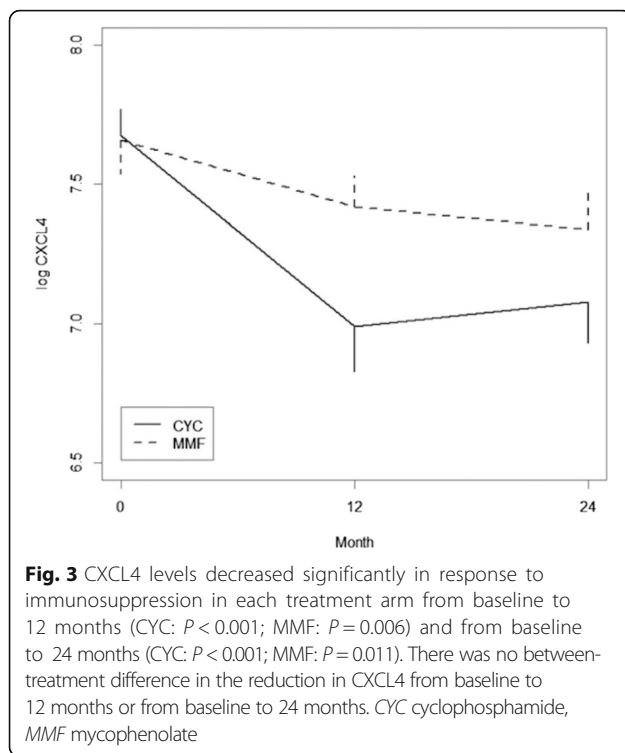 8.0
7.5
log CXCL4
7.0
CYC
MMF
6.5
0 12 24
Month
Fig. 3 CXCL4 levels decreased significantly in response to
immunosuppression in each treatment arm from baseline to
12 months (CYC: P < 0.001; MMF: P = 0.006) and from baseline
to 24 months (CYC: P < 0.001; MMF: P = 0.011). There was no between-
treatment difference in the reduction in CXCL4 from baseline to
12 months or from baseline to 24 months. CYC cyclophosphamide,
MMF mycophenolate